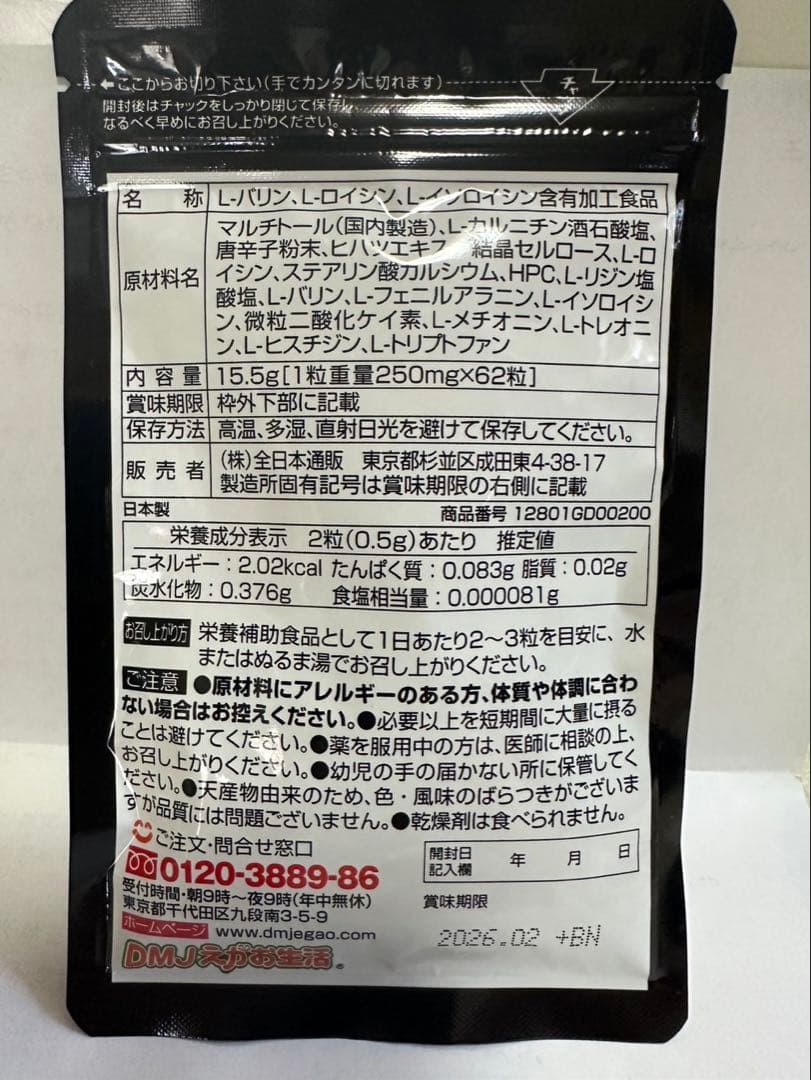 ←ここからお切り下さい(手でカンタンに切れます)
開封後はチャックをしっかり閉じて保存し
なるべく早めにお召し上がりください。
名 称 L-バリン、L-ロイシン、L-イソロイシン含有加工食品
原材料名 マルチトール(国内製造)、L-カルニチン酒石酸塩、
唐辛子粉末、ヒハツエキス 結晶セルロース、L-ロ
イシン、ステアリン酸カルシウム、HPC、L-リジン塩
酸塩、L-バリン、L-フェニルアラニン、L-イソロイシ
ン、微粒二酸化ケイ素、L-メチオニン、L-トレオニ
ン、L-ヒスチジン、L-トリプトファン
内容量 15.5g[1粒重量250mg×62粒]
賞味期限 枠外下部に記載
保存方法 高温、多湿、直射日光を避けて保存してください。
販売者 (株)全日本通販 東京都杉並区成田東4-38-17
製造所固有記号は賞味期限の右側に記載
日本製 商品番号 12801GD00200
栄養成分表示 2粒(0.5g)あたり 推定値
エネルギー:2.02kcal たんぱく質:0.083g 脂質:0.02g
炭水化物:0.376g 食塩相当量:0.000081g
お召し上がり方 栄養補助食品として1日あたり2～3粒を目安に、水
またはぬるま湯でお召し上がりください。
ご注意 ●原材料にアレルギーのある方、体質や体調に合わ
ない場合はお控えください。●必要以上を短期間に大量に摂る
ことは避けてください。●薬を服用中の方は、医師に相談の上、
お召し上がりください。●幼児の手の届かない所に保管してく
ださい。●天産物由来のため、色・風味のばらつきがございま
すが品質には問題ございません。●乾燥剤は食べられません。
ご注文・問合せ窓口
0120-3889-86
受付時間・朝9時～夜9時(年中無休)
東京都千代田区九段南3-5-9
ホームページ www.dmjegao.com
DMJえがお生活®
開封日 年 月 日
記入欄
賞味期限
2026.02 +BN